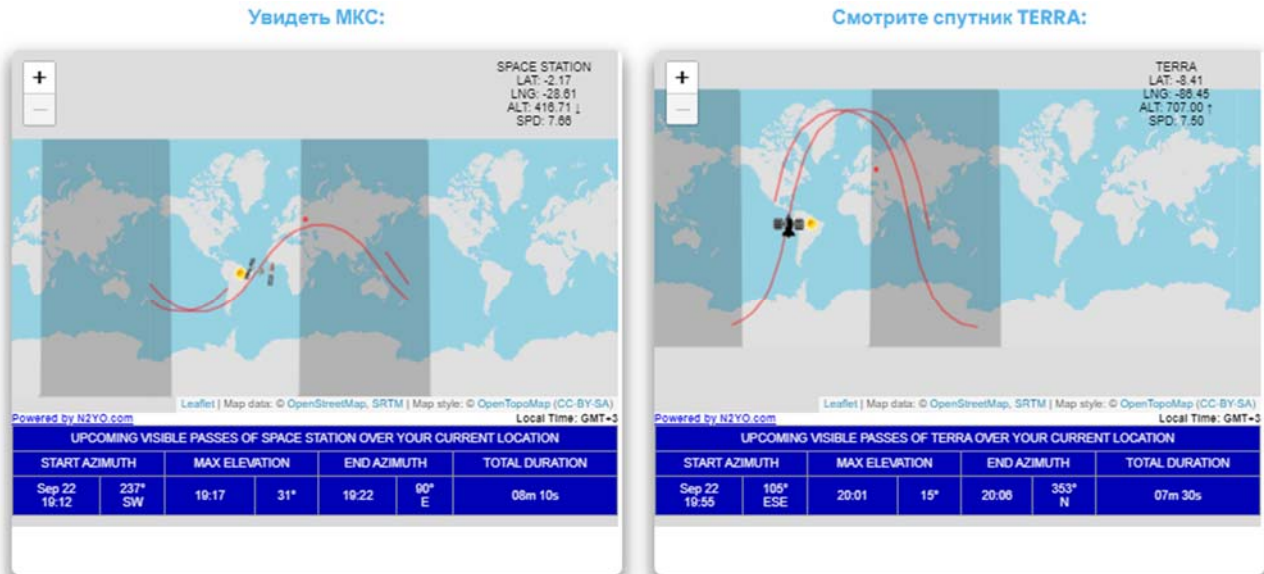 Увидеть МКС:
+
−
SPACE STATION
LAT: -2.17
LNG: -28.61
ALT: 416.71 ↓
SPD: 7.66
Leaflet | Map data: © OpenStreetMap, SRTM | Map style: © OpenTopoMap (CC-BY-SA)
Powered by N2YO.com Local Time: GMT+3
UPCOMING VISIBLE PASSES OF SPACE STATION OVER YOUR CURRENT LOCATION
START AZIMUTH MAX ELEVATION END AZIMUTH TOTAL DURATION
Sep 22 19:12 237° SW 19:17 31° 19:22 90° E 08m 10s
Смотрите спутник TERRA:
+
−
TERRA
LAT: -8.41
LNG: -86.45
ALT: 707.00 ↑
SPD: 7.50
Leaflet | Map data: © OpenStreetMap, SRTM | Map style: © OpenTopoMap (CC-BY-SA)
Powered by N2YO.com Local Time: GMT+3
UPCOMING VISIBLE PASSES OF TERRA OVER YOUR CURRENT LOCATION
START AZIMUTH MAX ELEVATION END AZIMUTH TOTAL DURATION
Sep 22 19:55 105° ESE 20:01 15° 20:06 353° N 07m 30s